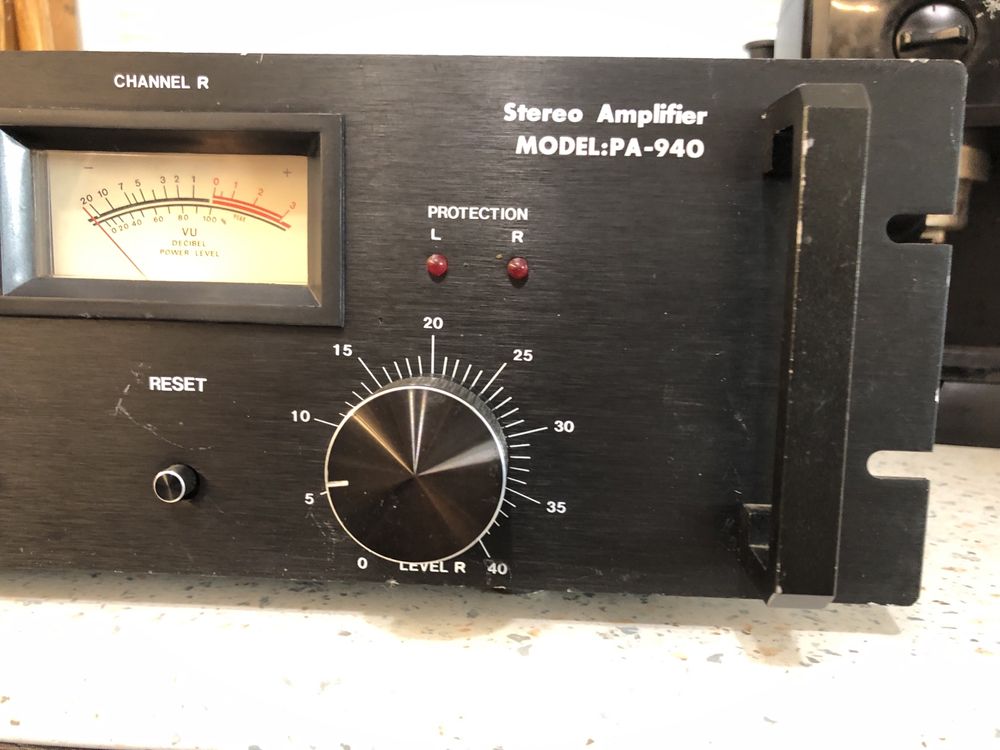 CHANNEL R
Stereo Amplifier
MODEL:PA-940
- +
20 10 7 5 3 2 1 0 1 2 3
0 20 40 60 80 100 %
VU
DECIBEL
POWER LEVEL
PROTECTION
L R
RESET
0 5 10 15 20 25 30 35 40
LEVEL R